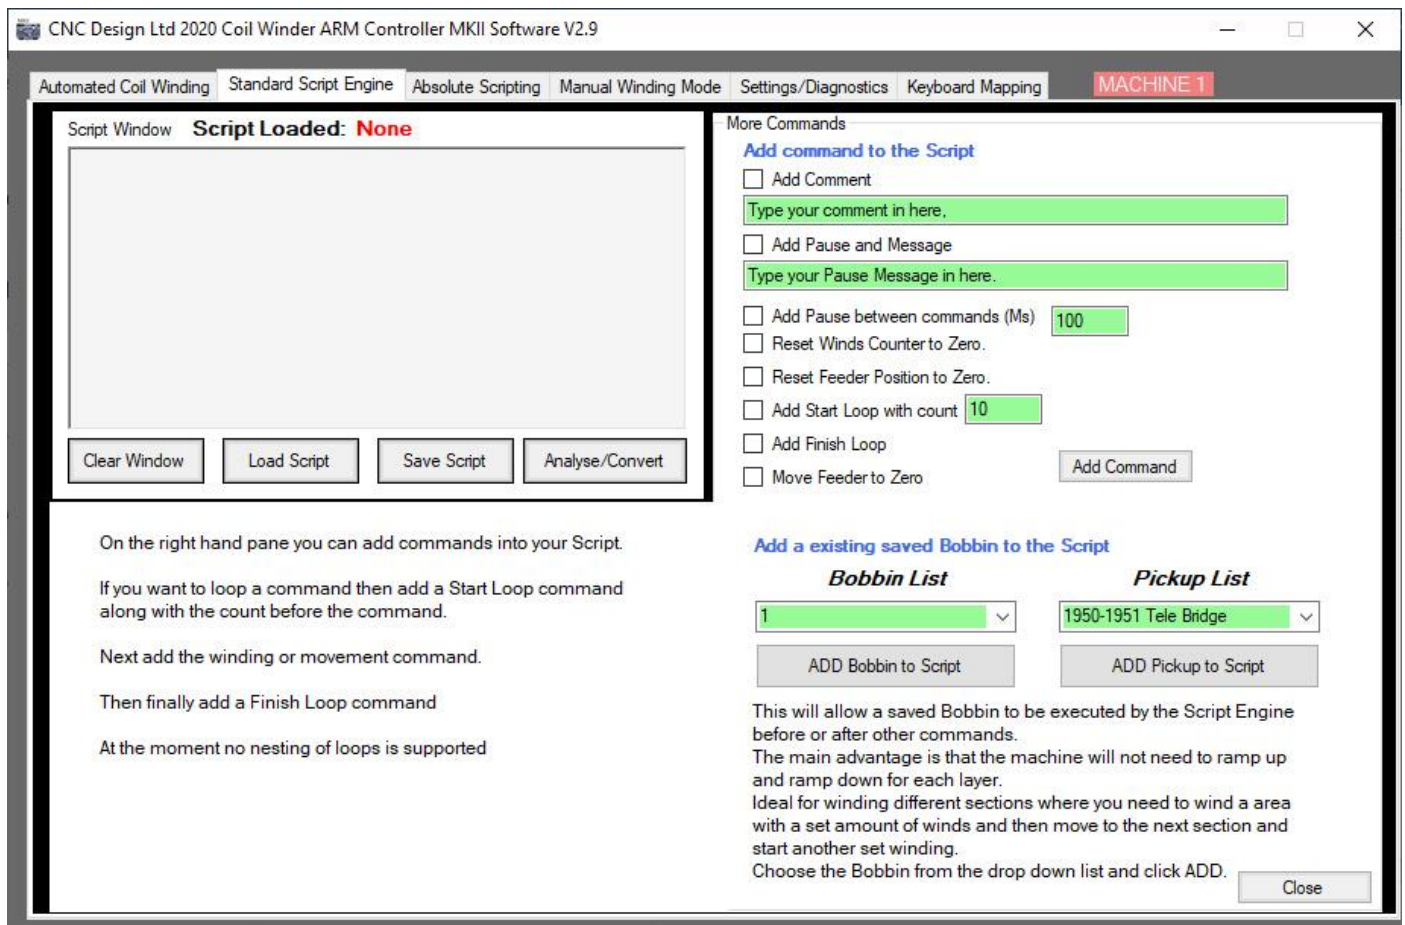 CNC Design Ltd 2020 Coil Winder ARM Controller MKII Software V2.9
Automated Coil Winding
Standard Script Engine
Absolute Scripting
Manual Winding Mode
Settings/Diagnostics
Keyboard Mapping
MACHINE 1
Script Window
Script Loaded: None
Clear Window
Load Script
Save Script
Analyse/Convert
On the right hand pane you can add commands into your Script.
If you want to loop a command then add a Start Loop command
along with the count before the command.
Next add the winding or movement command.
Then finally add a Finish Loop command
At the moment no nesting of loops is supported
More Commands
Add command to the Script
Add Comment
Type your comment in here,
Add Pause and Message
Type your Pause Message in here.
Add Pause between commands (Ms)
100
Reset Winds Counter to Zero.
Reset Feeder Position to Zero.
Add Start Loop with count
10
Add Finish Loop
Move Feeder to Zero
Add Command
Add a existing saved Bobbin to the Script
Bobbin List
Pickup List
1
1950-1951 Tele Bridge
ADD Bobbin to Script
ADD Pickup to Script
This will allow a saved Bobbin to be executed by the Script Engine
before or after other commands.
The main advantage is that the machine will not need to ramp up
and ramp down for each layer.
Ideal for winding different sections where you need to wind a area
with a set amount of winds and then move to the next section and
start another set winding.
Choose the Bobbin from the drop down list and click ADD.
Close